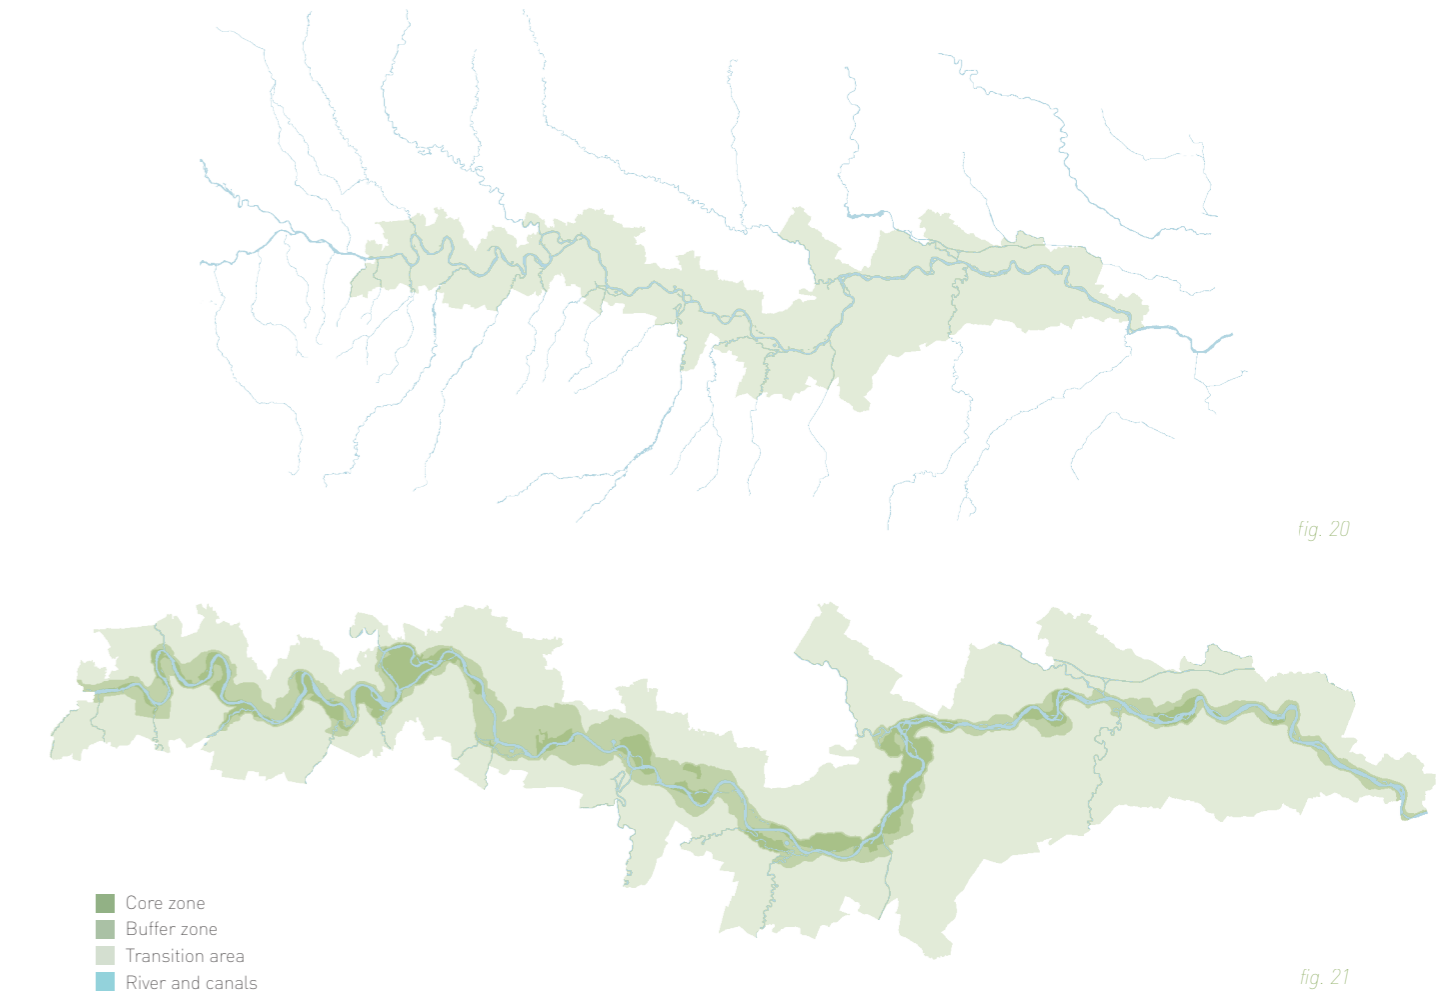 fig. 20
Core zone
Buffer zone
Transition area
River and canals
fig. 21